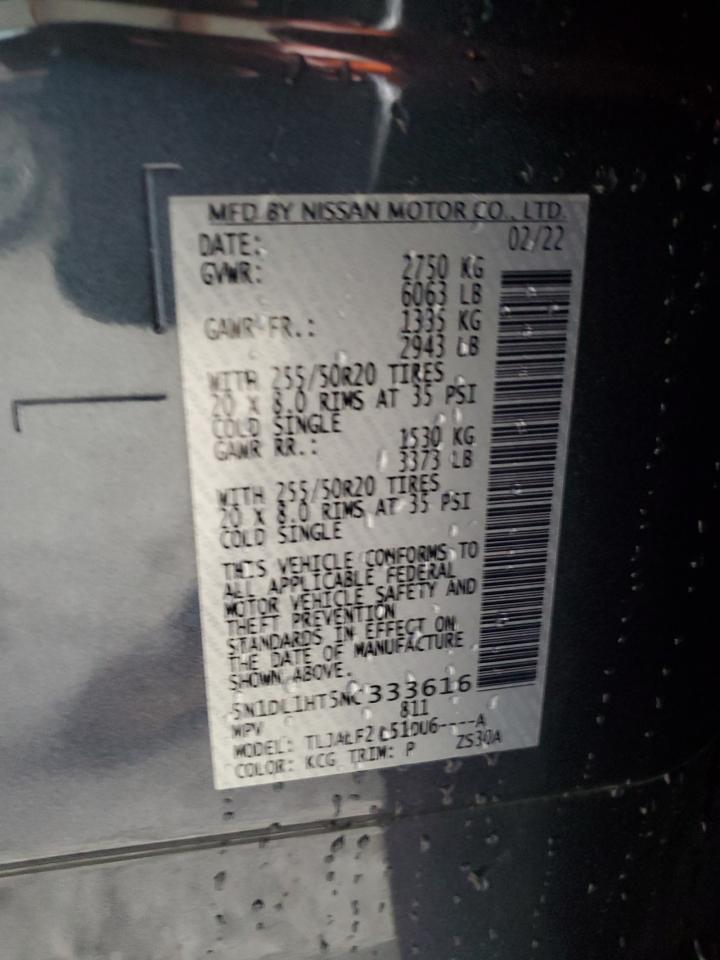 MFD BY NISSAN MOTOR CO., LTD.
DATE: 02/22
GVWR: 2750 KG
6063 LB
GAWR FR.: 1335 KG
2943 LB
WITH 255/50R20 TIRES
20 X 8.0 RIMS AT 35 PSI
COLD SINGLE
GAWR RR.: 1530 KG
3373 LB
WITH 255/50R20 TIRES
20 X 8.0 RIMS AT 35 PSI
COLD SINGLE
THIS VEHICLE CONFORMS TO
ALL APPLICABLE FEDERAL
MOTOR VEHICLE SAFETY AND
THEFT PREVENTION
STANDARDS IN EFFECT ON
THE DATE OF MANUFACTURE
SHOWN ABOVE.
5N1DL1HT5NC333616
MPV 811
MODEL: 
COLOR: KCG TRIM: P ZS30A